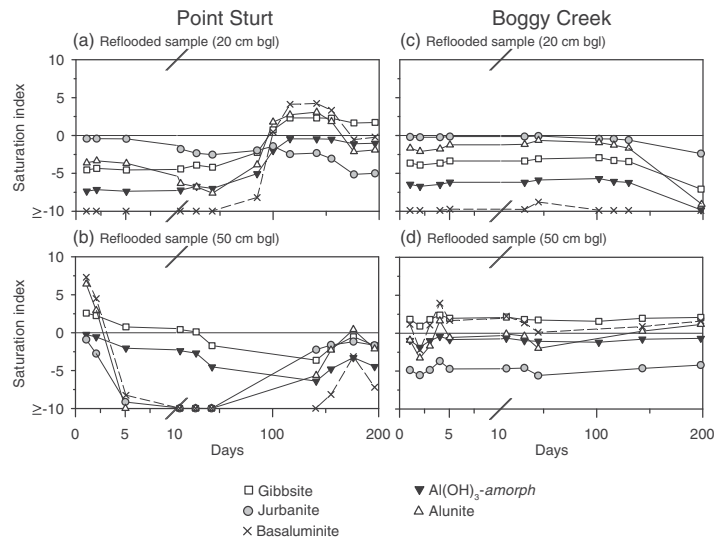 Point Sturt
Boggy Creek
(a) Reflooded sample (20 cm bgl)
(c) Reflooded sample (20 cm bgl)
10
5
0
-5
≥-10
Saturation index
(b) Reflooded sample (50 cm bgl)
(d) Reflooded sample (50 cm bgl)
10
5
0
-5
≥-10
Saturation index
0 5 10 100 200
0 5 10 100 200
Days
Days
Gibbsite
Jurbanite
Basaluminite
Al(OH)₃-amorph
Alunite